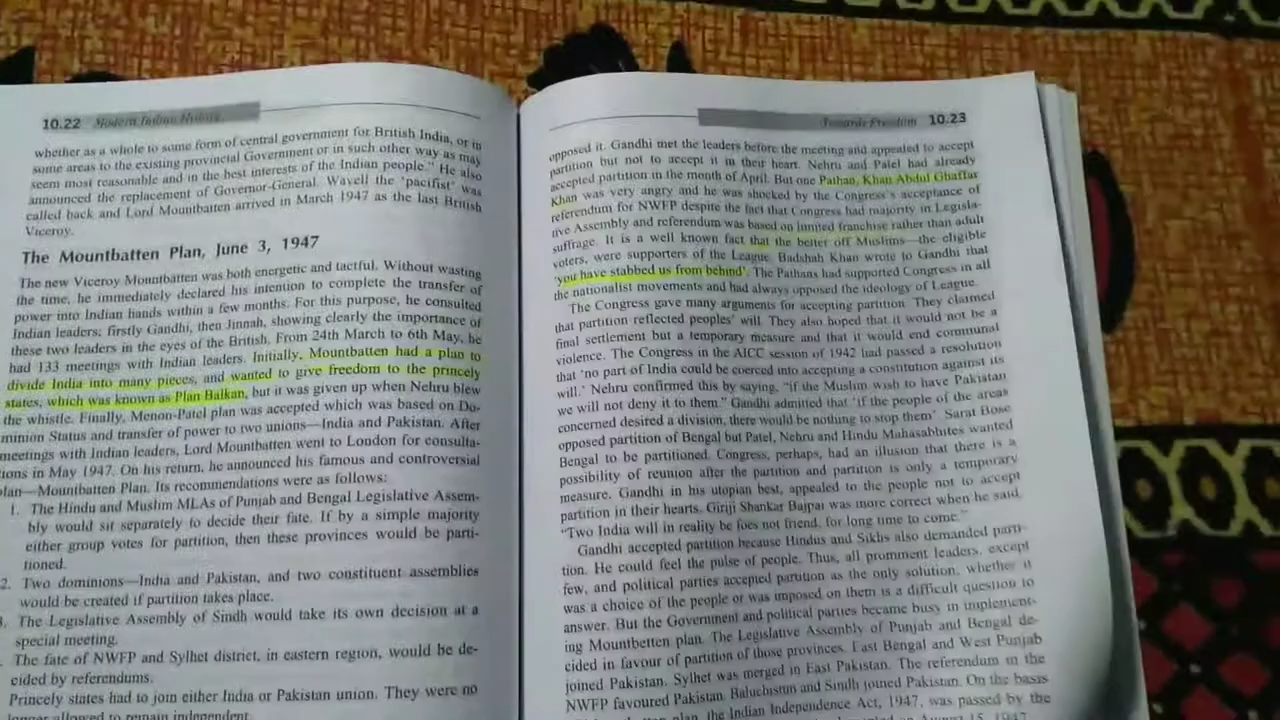 10.22 Modern Indian History
whether as a whole to some form of central government for British India, or in
some areas to the existing provincial Government or in such other way as may
seem most reasonable and in the best interests of the Indian people." He also
announced the replacement of Governor-General. Wavell the 'pacifist' was
called back and Lord Mountbatten arrived in March 1947 as the last British
Viceroy.
The Mountbatten Plan, June 3, 1947
The new Viceroy Mountbatten was both energetic and tactful. Without wasting
the time, he immediately declared his intention to complete the transfer of
power into Indian hands within a few months. For this purpose, he consulted
Indian leaders; firstly Gandhi, then Jinnah, showing clearly the importance of
these two leaders in the eyes of the British. From 24th March to 6th May, he
had 133 meetings with Indian leaders. Initially, Mountbatten had a plan to
divide India into many pieces, and wanted to give freedom to the princely
states, which was known as Plan Balkan, but it was given up when Nehru blew
the whistle. Finally, Menon-Patel plan was accepted which was based on Do-
minion Status and transfer of power to two unions—India and Pakistan. After
meetings with Indian leaders, Lord Mountbatten went to London for consulta-
tions in May 1947. On his return, he announced his famous and controversial
plan—Mountbatten Plan. Its recommendations were as follows:
1. The Hindu and Muslim MLAs of Punjab and Bengal Legislative Assem-
bly would sit separately to decide their fate. If by a simple majority
either group votes for partition, then these provinces would be parti-
tioned.
2. Two dominions—India and Pakistan, and two constituent assemblies
would be created if partition takes place.
. The Legislative Assembly of Sindh would take its own decision at a
special meeting.
. The fate of NWFP and Sylhet district, in eastern region, would be de-
cided by referendums.
Princely states had to join either India or Pakistan union. They were no
longer allowed to remain independent.
Towards Freedom 10.23
opposed it. Gandhi met the leaders before the meeting and appealed to accept
partition but not to accept it in their heart. Nehru and Patel had already
accepted partition in the month of April. But one Pathan, Khan Abdul Ghaffar
Khan was very angry and he was shocked by the Congress's acceptance of
referendum for NWFP despite the fact that Congress had majority in Legisla-
tive Assembly and referendum was based on limited franchise rather than adult
suffrage. It is a well known fact that the better off Muslims—the eligible
voters, were supporters of the League. Badshah Khan wrote to Gandhi that
'you have stabbed us from behind'. The Pathans had supported Congress in all
the nationalist movements and had always opposed the ideology of League.
The Congress gave many arguments for accepting partition. They claimed
that partition reflected peoples' will. They also hoped that it would not be a
final settlement but a temporary measure and that it would end communal
violence. The Congress in the AICC session of 1942 had passed a resolution
that 'no part of India could be coerced into accepting a constitution against its
will.' Nehru confirmed this by saying, "if the Muslim wish to have Pakistan
we will not deny it to them." Gandhi admitted that 'if the people of the areas
concerned desired a division, there would be nothing to stop them'. Sarat Bose
opposed partition of Bengal but Patel, Nehru and Hindu Mahasabhites wanted
Bengal to be partitioned. Congress, perhaps, had an illusion that there is a
possibility of reunion after the partition and partition is only a temporary
measure. Gandhi in his utopian best, appealed to the people not to accept
partition in their hearts. Girij Shankar Bajpai was more correct when he said,
"Two India will in reality be foes not friend, for long time to come."
Gandhi accepted partition because Hindus and Sikhs also demanded parti-
tion. He could feel the pulse of people. Thus, all prominent leaders, except
few, and political parties accepted partition as the only solution, whether it
was a choice of the people or was imposed on them is a difficult question to
answer. But the Government and political parties became busy in implement-
ing Mountbetten plan. The Legislative Assembly of Punjab and Bengal de-
cided in favour of partition of those provinces. East Bengal and West Punjab
joined Pakistan. Sylhet was merged in East Pakistan. The referendum in the
NWFP favoured Pakistan. Baluchistan and Sindh joined Pakistan. On the basis
plan, the Indian Independence Act, 1947, was passed by the
on August 15, 1947